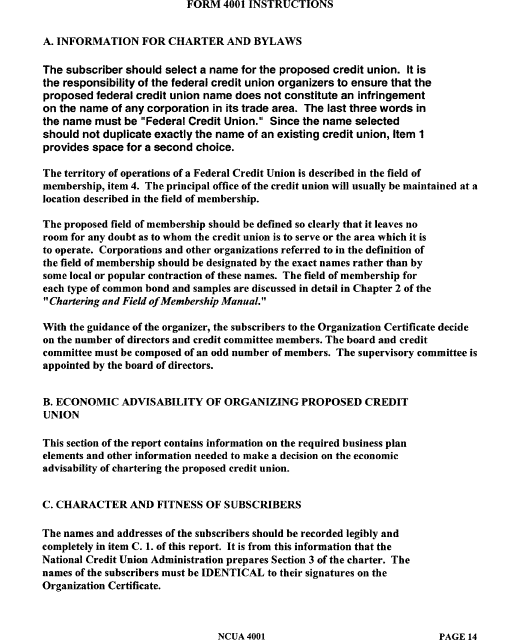 FORM 4001 INSTRUCTIONS
A. INFORMATION FOR CHARTER AND BYLAWS
The subscriber should select a name for the proposed credit union. It is
the responsibility of the federal credit union organizers to ensure that the
proposed federal credit union name does not constitute an infringement
on the name of any corporation in its trade area. The last three words in
the name must be "Federal Credit Union." Since the name selected
should not duplicate exactly the name of an existing credit union, Item 1
provides space for a second choice.
The territory of operations of a Federal Credit Union is described in the field of
membership, item 4. The principal office of the credit union will usually be maintained at a
location described in the field of membership.
The proposed field of membership should be defined so clearly that it leaves no
room for any doubt as to whom the credit union is to serve or the area which it is
to operate. Corporations and other organizations referred to in the definition of
the field of membership should be designated by the exact names rather than by
some local or popular contraction of these names. The field of membership for
each type of common bond and samples are discussed in detail in Chapter 2 of the
"Chartering and Field of Membership Manual."
With the guidance of the organizer, the subscribers to the Organization Certificate decide
on the number of directors and credit committee members. The board and credit
committee must be composed of an odd number of members. The supervisory committee is
appointed by the board of directors.
B. ECONOMIC ADVISABILITY OF ORGANIZING PROPOSED CREDIT
UNION
This section of the report contains information on the required business plan
elements and other information needed to make a decision on the economic
advisability of chartering the proposed credit union.
C. CHARACTER AND FITNESS OF SUBSCRIBERS
The names and addresses of the subscribers should be recorded legibly and
completely in item C. 1. of this report. It is from this information that the
National Credit Union Administration prepares Section 3 of the charter. The
names of the subscribers must be IDENTICAL to their signatures on the
Organization Certificate.
NCUA 4001 PAGE 14